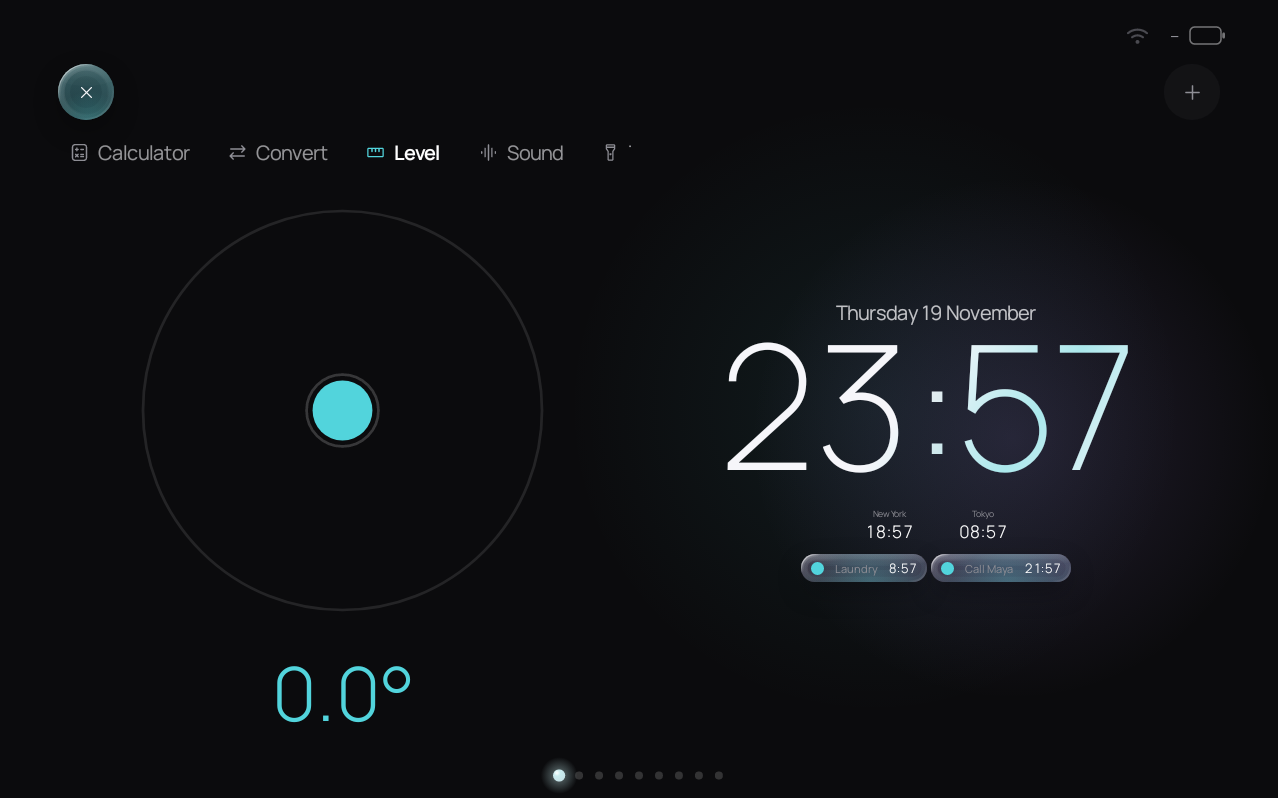 Calculator Convert Level Sound
Thursday 19 November
23:57
New York Tokyo
18:57 08:57
Laundry 8:57 Call Maya 21:57
0.0°